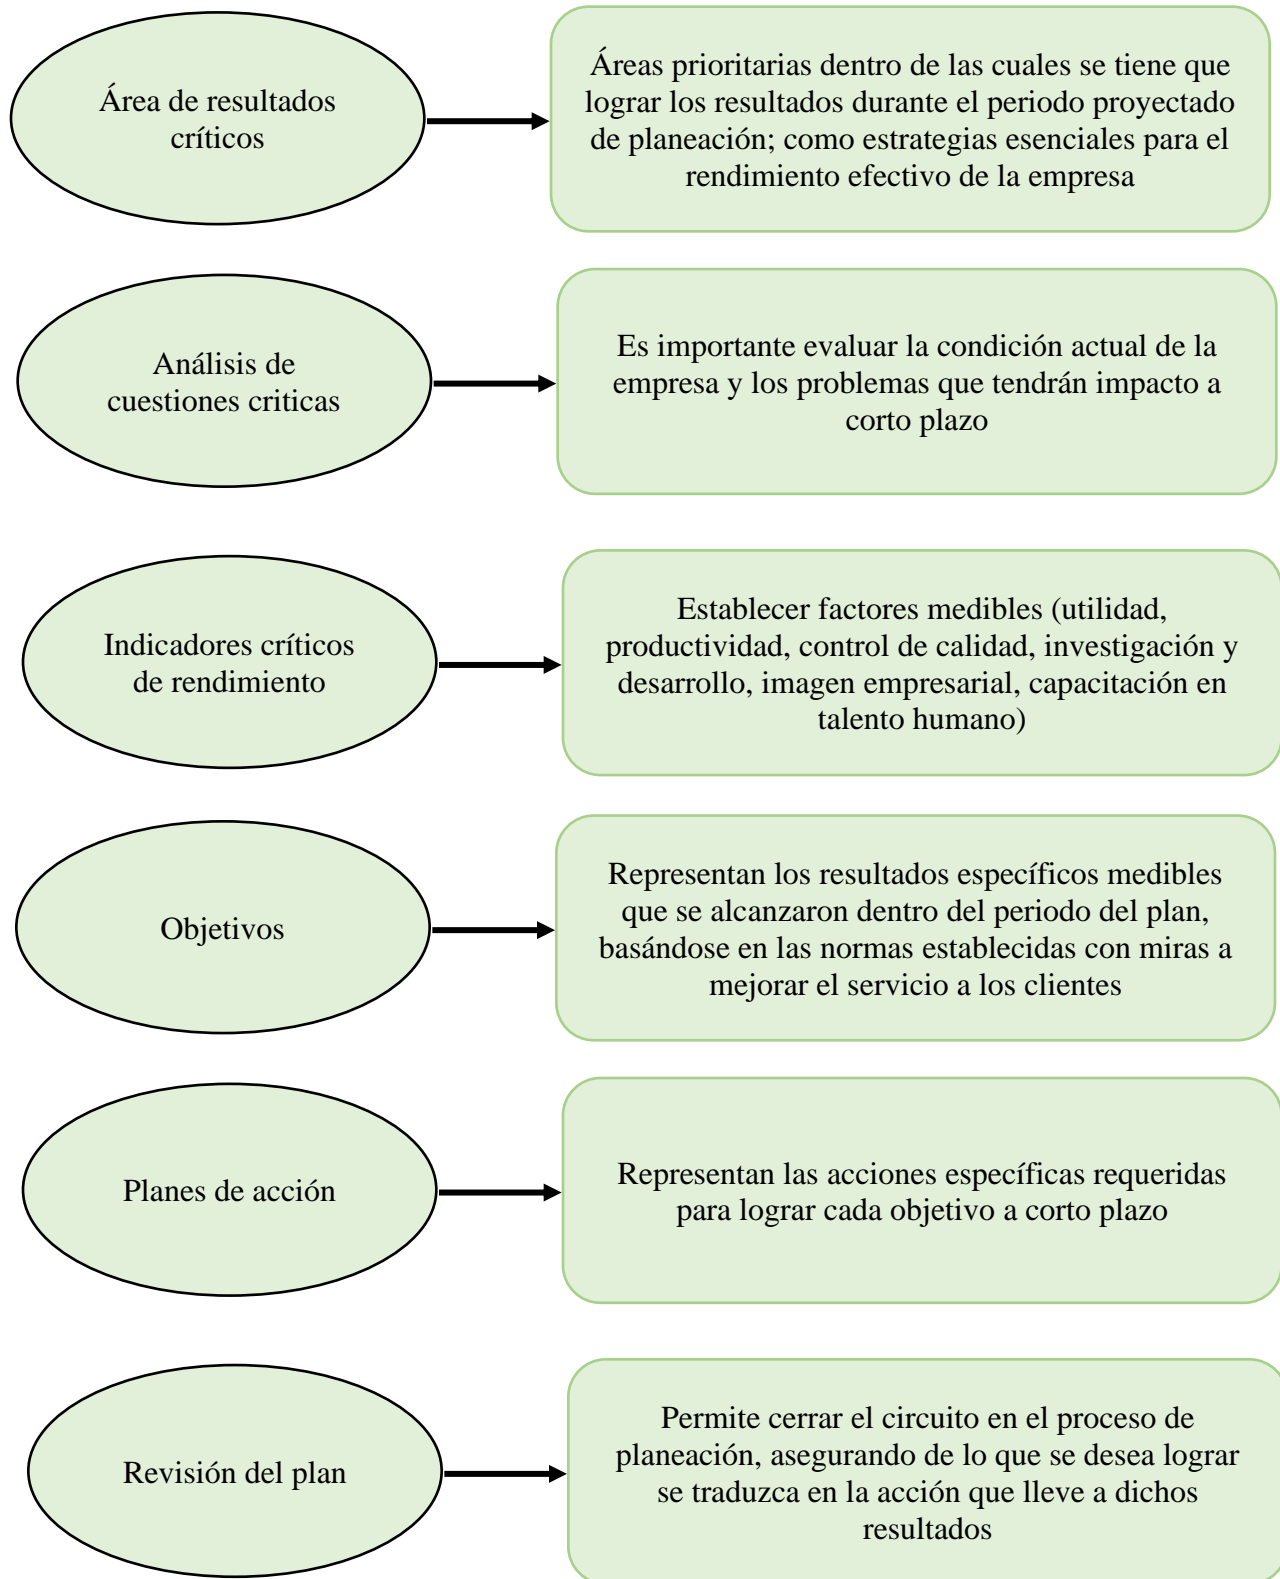 Área de resultados
críticos
Áreas prioritarias dentro de las cuales se tiene que
lograr los resultados durante el periodo proyectado
de planeación; como estrategias esenciales para el
rendimiento efectivo de la empresa
Análisis de
cuestiones criticas
Es importante evaluar la condición actual de la
empresa y los problemas que tendrán impacto a
corto plazo
Indicadores críticos
de rendimiento
Establecer factores medibles (utilidad,
productividad, control de calidad, investigación y
desarrollo, imagen empresarial, capacitación en
talento humano)
Objetivos
Representan los resultados específicos medibles
que se alcanzaron dentro del periodo del plan,
basándose en las normas establecidas con miras a
mejorar el servicio a los clientes
Planes de acción
Representan las acciones específicas requeridas
para lograr cada objetivo a corto plazo
Revisión del plan
Permite cerrar el circuito en el proceso de
planeación, asegurando de lo que se desea lograr
se traduzca en la acción que lleve a dichos
resultados